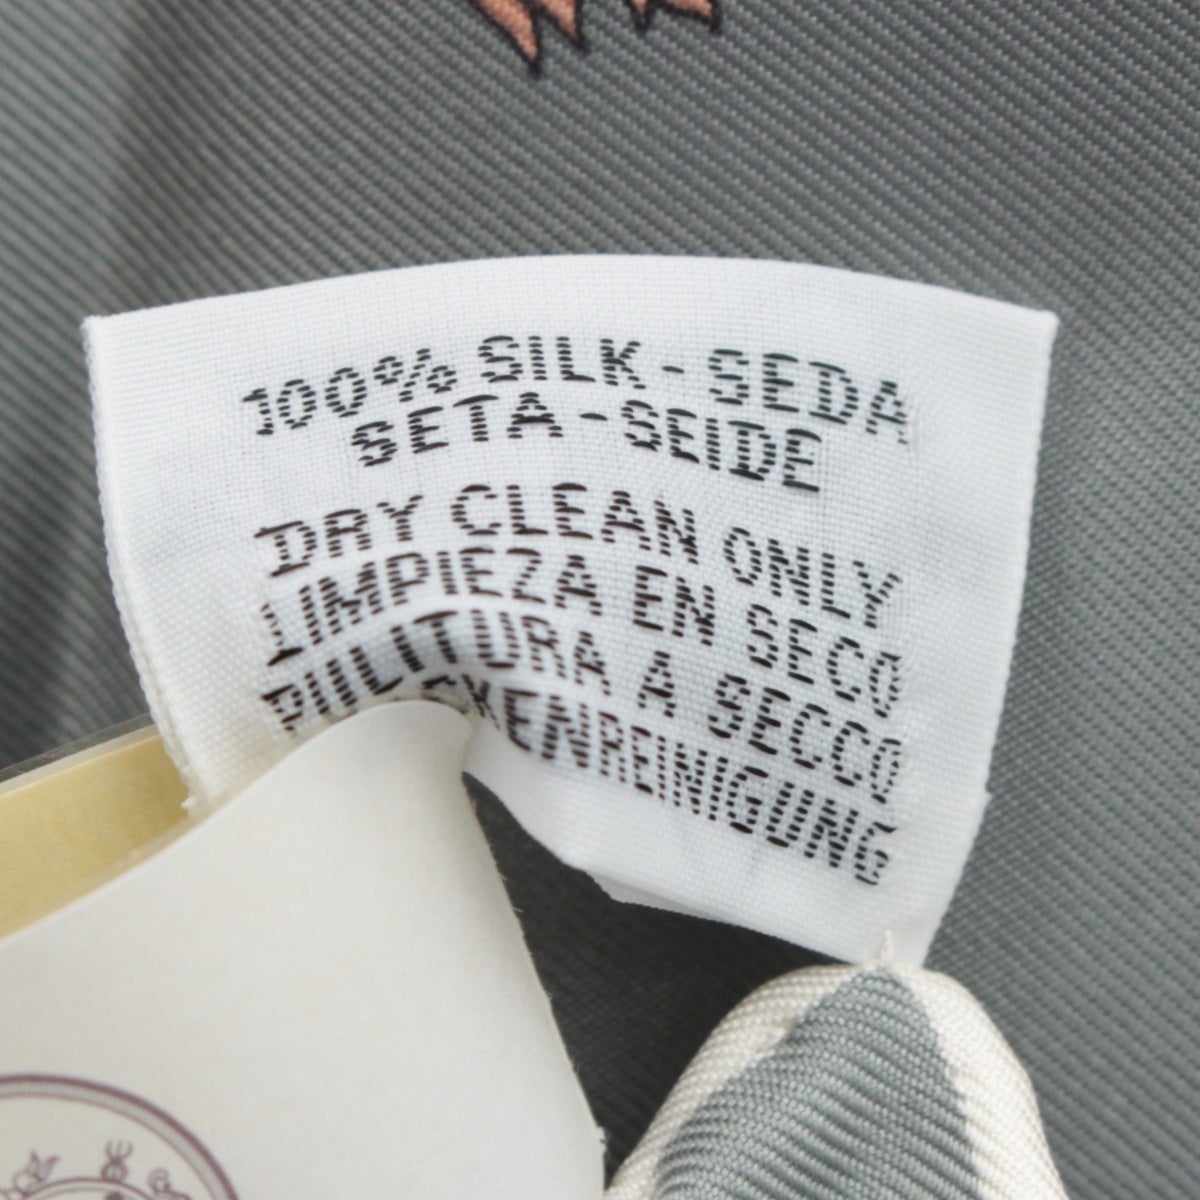 100% SILK - SEDA
SETA - SEIDE
DRY CLEAN ONLY
LIMPIEZA EN SECO
PULITURA A SECCO